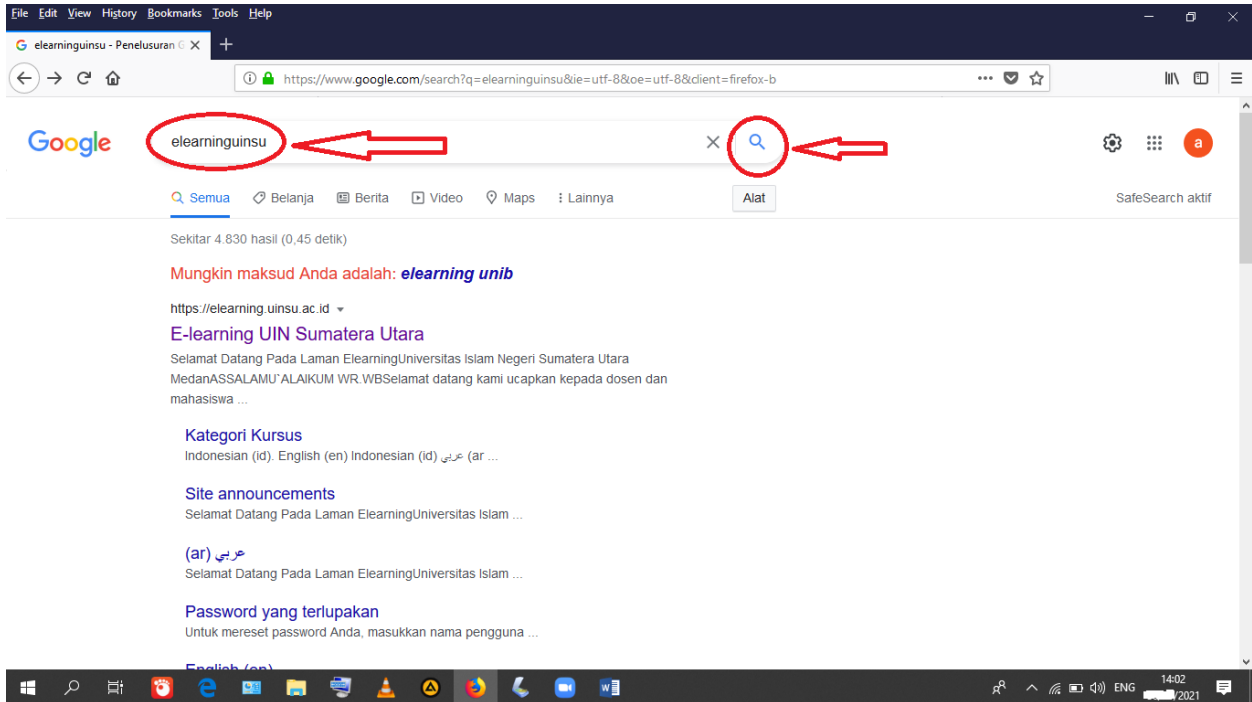 File Edit View History Bookmarks Tools Help
elearninguinsu - Penelusuran G
https://www.google.com/search?q=elearninguinsu&ie=utf-8&oe=utf-8&client=firefox-b
Google
elearninguinsu
a
Semua Belanja Berita Video Maps Lainnya Alat SafeSearch aktif
Sekitar 4.830 hasil (0,45 detik)
Mungkin maksud Anda adalah: elearning unib
https://elearning.uinsu.ac.id
E-learning UIN Sumatera Utara
Selamat Datang Pada Laman ElearningUniversitas Islam Negeri Sumatera Utara
MedanASSALAMU`ALAIKUM WR.WBSelamat datang kami ucapkan kepada dosen dan
mahasiswa ...
Kategori Kursus
Indonesian (id). English (en) Indonesian (id) عربي (ar ...
Site announcements
Selamat Datang Pada Laman ElearningUniversitas Islam ...
عربي (ar)
Selamat Datang Pada Laman ElearningUniversitas Islam ...
Password yang terlupakan
Untuk mereset password Anda, masukkan nama pengguna ...
English (en)
ENG
14:02
/2021